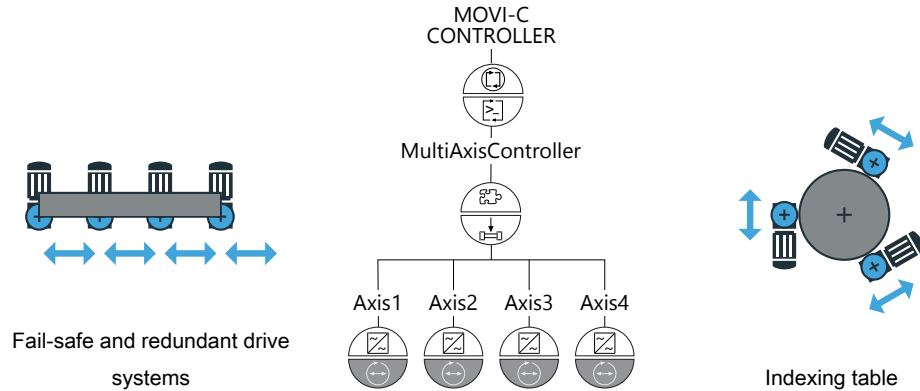 MOVI-C
CONTROLLER
MultiAxisController
Axis1 Axis2 Axis3 Axis4
Fail-safe and redundant drive
systems
Indexing table